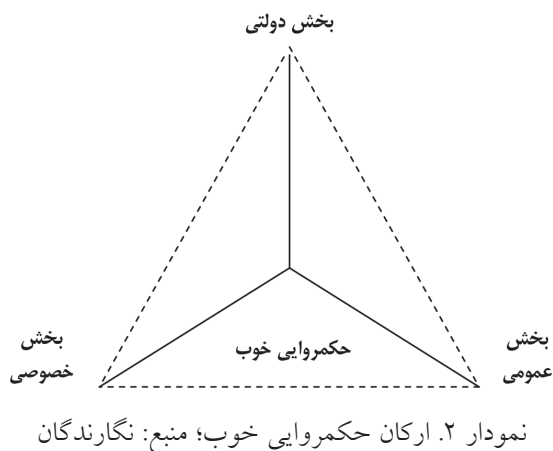 بخش دولتی
بخش
عمومی
بخش
خصوصی
حکمروایی خوب
نمودار ۲. ارکان حکمروایی خوب؛ منبع: نگارندگان